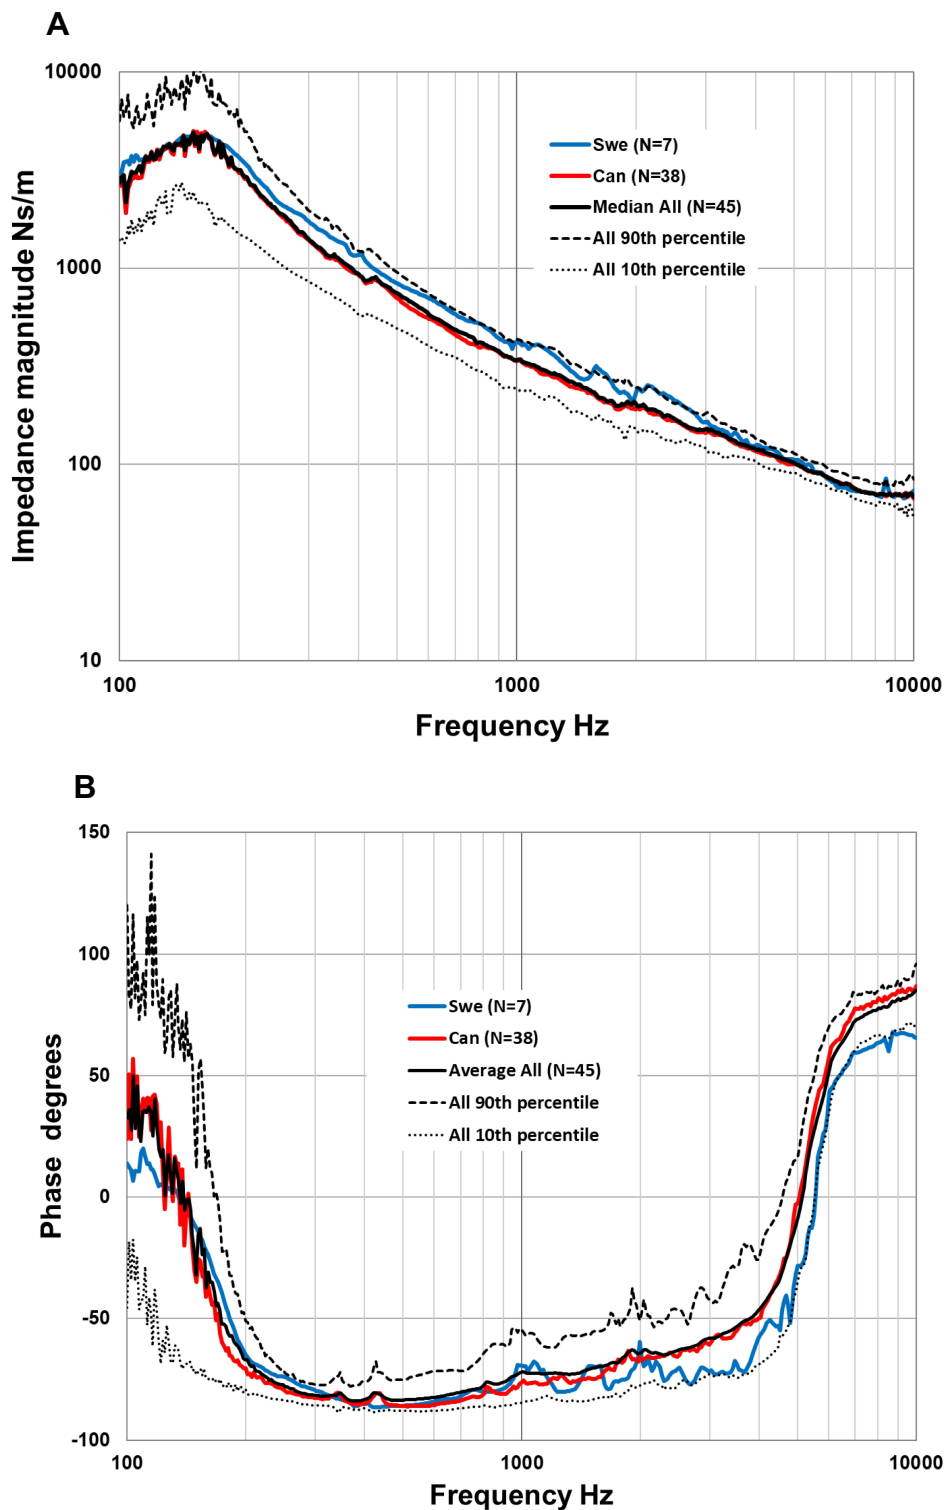 A
10000
Swe (N=7)
Can (N=38)
Median All (N=45)
All 90th percentile
All 10th percentile
1000
100
10
Impedance magnitude Ns/m
100
1000
10000
Frequency Hz
B
150
100
Swe (N=7)
Can (N=38)
Average All (N=45)
All 90th percentile
All 10th percentile
50
0
-50
-100
Phase degrees
100
1000
10000
Frequency Hz